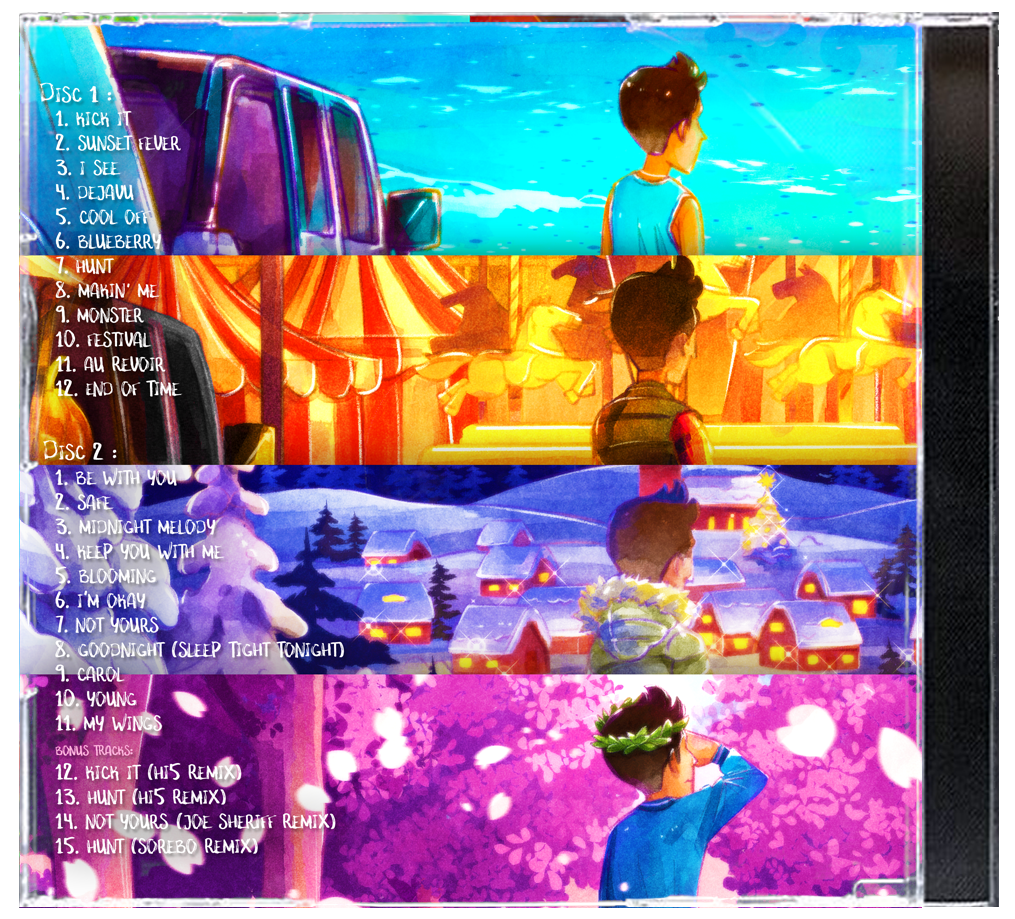 Disc 1 :
1. KICK IT
2. SUNSET FEVER
3. I SEE
4. DEJAVU
5. COOL OFF
6. BLUEBERRY
7. HUNT
8. MAKIN' ME
9. MONSTER
10. FESTIVAL
11. AU REVOIR
12. END OF TIME
Disc 2 :
1. BE WITH YOU
2. SAFE
3. MIDNIGHT MELODY
4. KEEP YOU WITH ME
5. BLOOMING
6. I'M OKAY
7. NOT YOURS
8. GOODNIGHT (SLEEP TIGHT TONIGHT)
9. CAROL
10. YOUNG
11. MY WINGS
BONUS TRACKS:
12. KICK IT (HI5 REMIX)
13. HUNT (HI5 REMIX)
14. NOT YOURS (JOE SHERIFF REMIX)
15. HUNT (SOREBO REMIX)